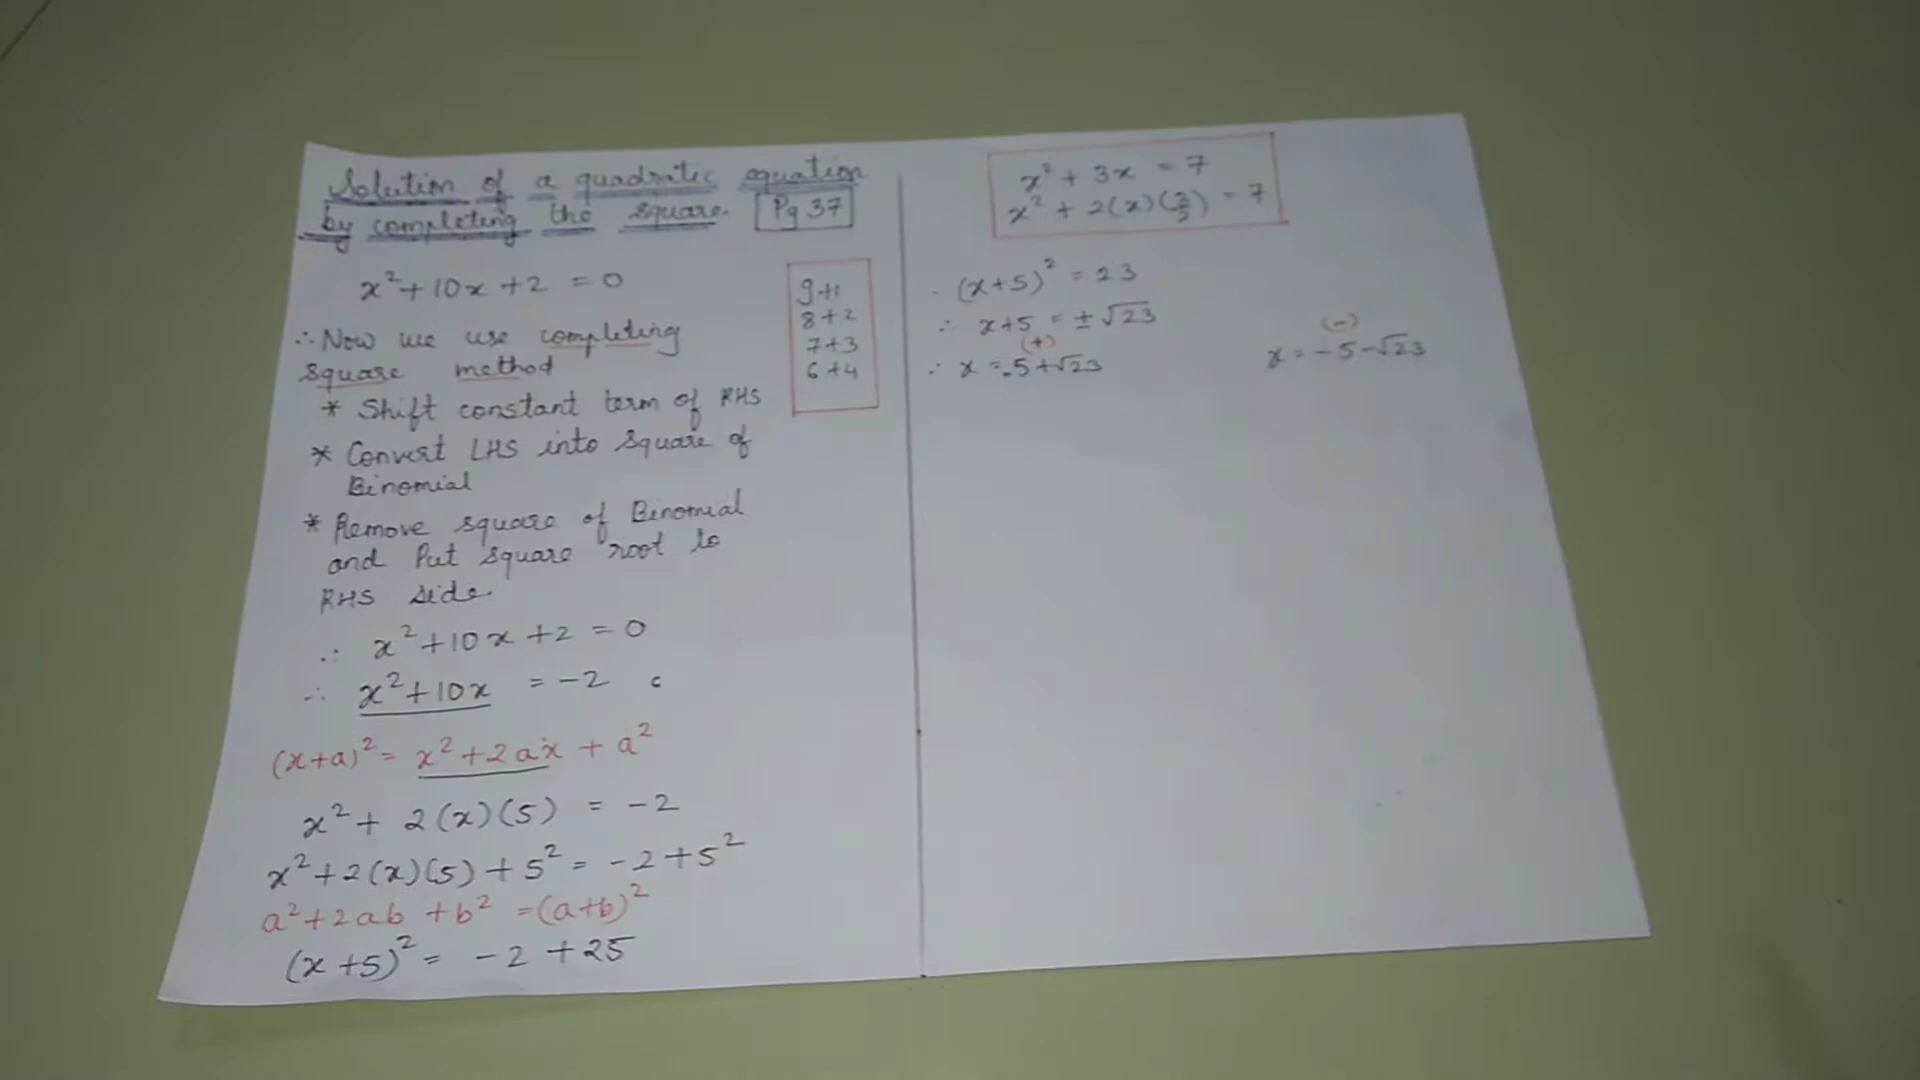 Solution of a quadratic equation
by completing the square. Pg 37
x² + 10x + 2 = 0
∴ Now we use completing
square method
* Shift constant term of RHS
* Convert LHS into square of
Binomial
* Remove square of Binomial
and Put square root to
RHS side.
∴ x² + 10x + 2 = 0
∴ x² + 10x = -2
(x+a)² = x² + 2ax + a²
x² + 2(x)(5) = -2
x² + 2(x)(5) + 5² = -2 + 5²
a² + 2ab + b² = (a+b)²
(x+5)² = -2 + 25
9+1
8+2
7+3
6+4
x² + 3x = 7
x² + 2(x)(3/2) = 7
(x+5)² = 23
∴ x+5 = ±√23
(+)
∴ x = -5+√23
(-)
x = -5-√23